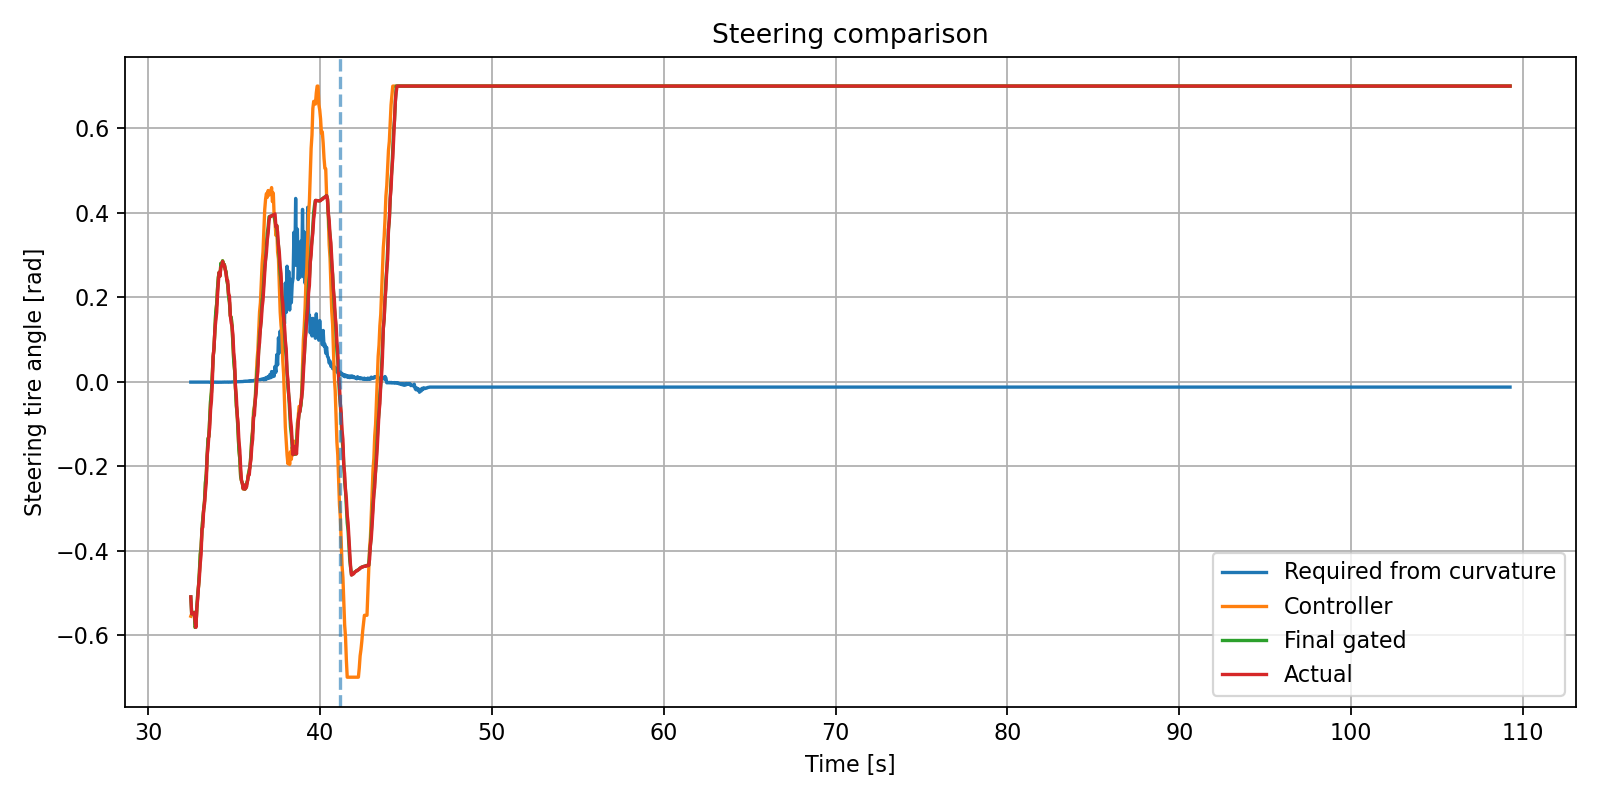 Steering comparison
Steering tire angle [rad]
0.6
0.4
0.2
0.0
−0.2
−0.4
−0.6
30 40 50 60 70 80 90 100 110
Time [s]
Required from curvature
Controller
Final gated
Actual